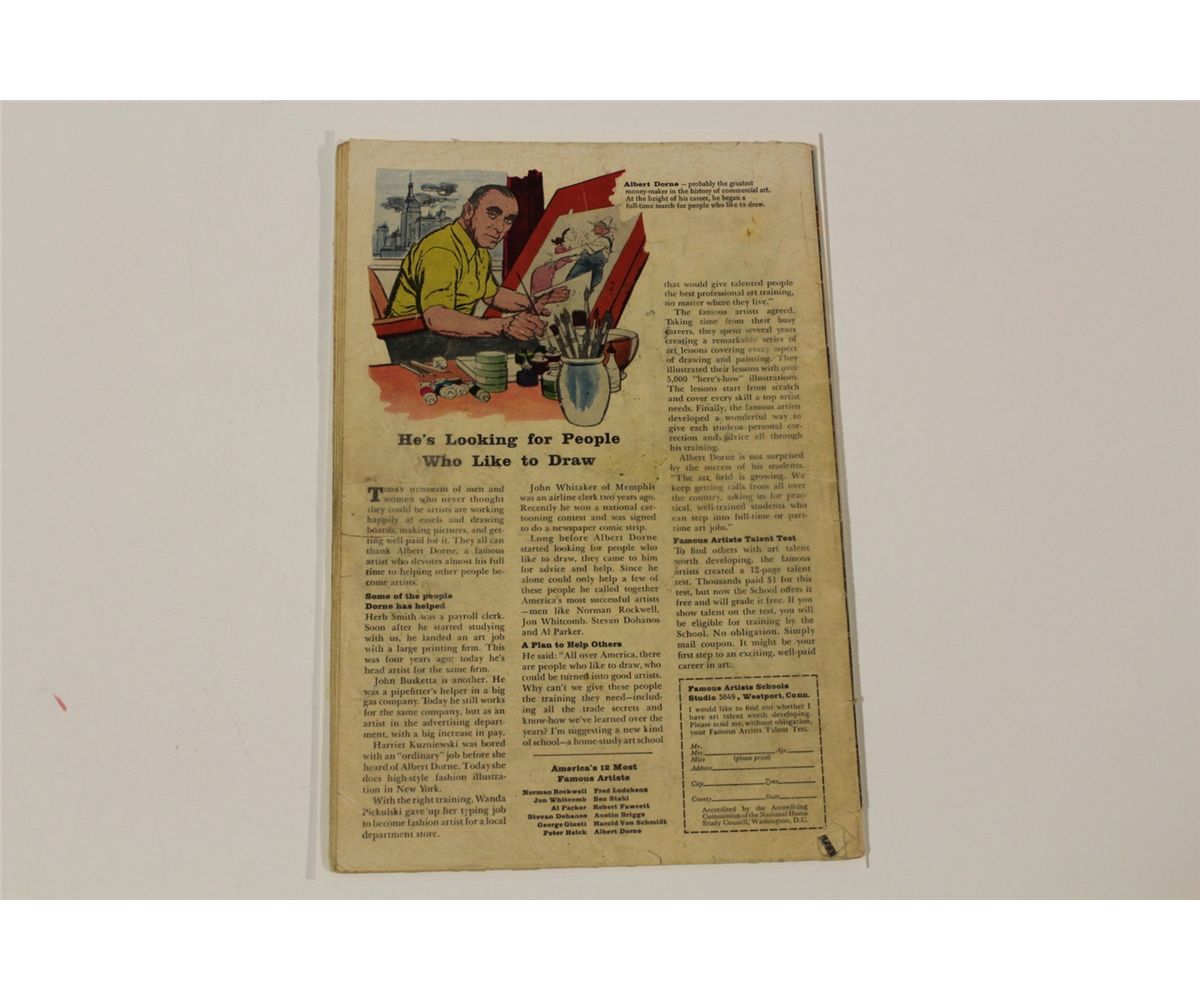 Albert Dorne — probably the greatest
money-maker in the history of commercial art.
At the height of his career, he began a
full-time search for people who like to draw.
He's Looking for People
Who Like to Draw
TODAY HUNDREDS of men and
women who never thought
they could be artists are working
happily at easels and drawing
boards, making pictures, and get-
ting well paid for it. They all can
thank Albert Dorne, a famous
artist who devotes almost his full
time to helping other people be-
come artists.
Some of the people
Dorne has helped
Herb Smith was a payroll clerk.
Soon after he started studying
with us, he landed an art job
with a large printing firm. This
was four years ago; today he's
head artist for the same firm.
John Busketta is another. He
was a pipefitter's helper in a big
gas company. Today he still works
for the same company, but as an
artist in the advertising depart-
ment, with a big increase in pay.
Harriet Kuzniewski was bored
with an "ordinary" job before she
heard of Albert Dorne. Today she
does high-style fashion illustra-
tion in New York.
With the right training, Wanda
Pickulski gave up her typing job
to become fashion artist for a local
department store.
John Whitaker of Memphis
was an airline clerk two years ago.
Recently he won a national car-
tooning contest and was signed
to do a newspaper comic strip.
Long before Albert Dorne
started looking for people who
like to draw, they came to him
for advice and help. Since he
alone could only help a few of
these people he called together
America's most successful artists
—men like Norman Rockwell,
Jon Whitcomb, Stevan Dohanos
and Al Parker.
A Plan to Help Others
He said: "All over America, there
are people who like to draw, who
could be turned into good artists.
Why can't we give these people
the training they need—includ-
ing all the trade secrets and
know-how we've learned over the
years? I'm suggesting a new kind
of school—a home-study art school
that would give talented people
the best professional art training,
no matter where they live."
The famous artists agreed.
Taking time from their busy
careers, they spent several years
creating a remarkable series of
art lessons covering every aspect
of drawing and painting. They
illustrated their lessons with over
5,000 "here's-how" illustrations.
The lessons start from scratch
and cover every skill a top artist
needs. Finally, the famous artists
developed a wonderful way to
give each student personal cor-
rection and advice all through
his training.
Albert Dorne is not surprised
by the success of his students.
"The art field is growing. We
keep getting calls from all over
the country, asking us for prac-
tical, well-trained students who
can step into full-time or part-
time art jobs."
Famous Artists Talent Test
To find others with art talent
worth developing, the famous
artists created a 12-page talent
test. Thousands paid $1 for this
test, but now the School offers it
free and will grade it free. If you
show talent on the test, you will
be eligible for training by the
School. No obligation. Simply
mail coupon. It might be your
first step to an exciting, well-paid
career in art.
America's 12 Most
Famous Artists
Norman Rockwell Fred Ludekens
Jon Whitcomb Ben Stahl
Al Parker Robert Fawcett
Stevan Dohanos Austin Briggs
George Giusti Harold Von Schmidt
Peter Helck Albert Dorne
Famous Artists Schools
Studio 5849, Westport, Conn.
I would like to find out whether I
have art talent worth developing.
Please send me, without obligation,
your Famous Artists Talent Test.
Mr.
Mrs. Age
Miss (please print)
Address
City Zone
County State
Accredited by the Accrediting
Commission of the National Home
Study Council, Washington, D.C.